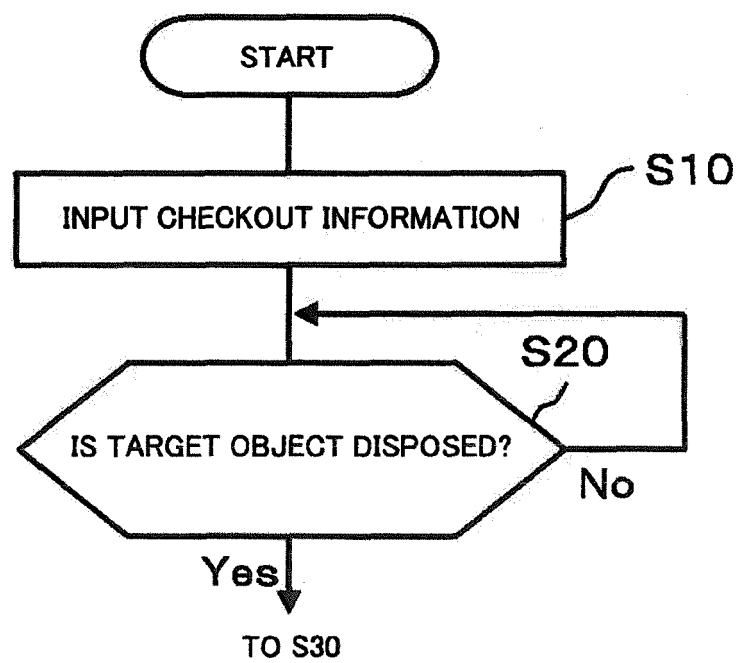 START
S10
INPUT CHECKOUT INFORMATION
S20
IS TARGET OBJECT DISPOSED?
No
Yes
TO S30